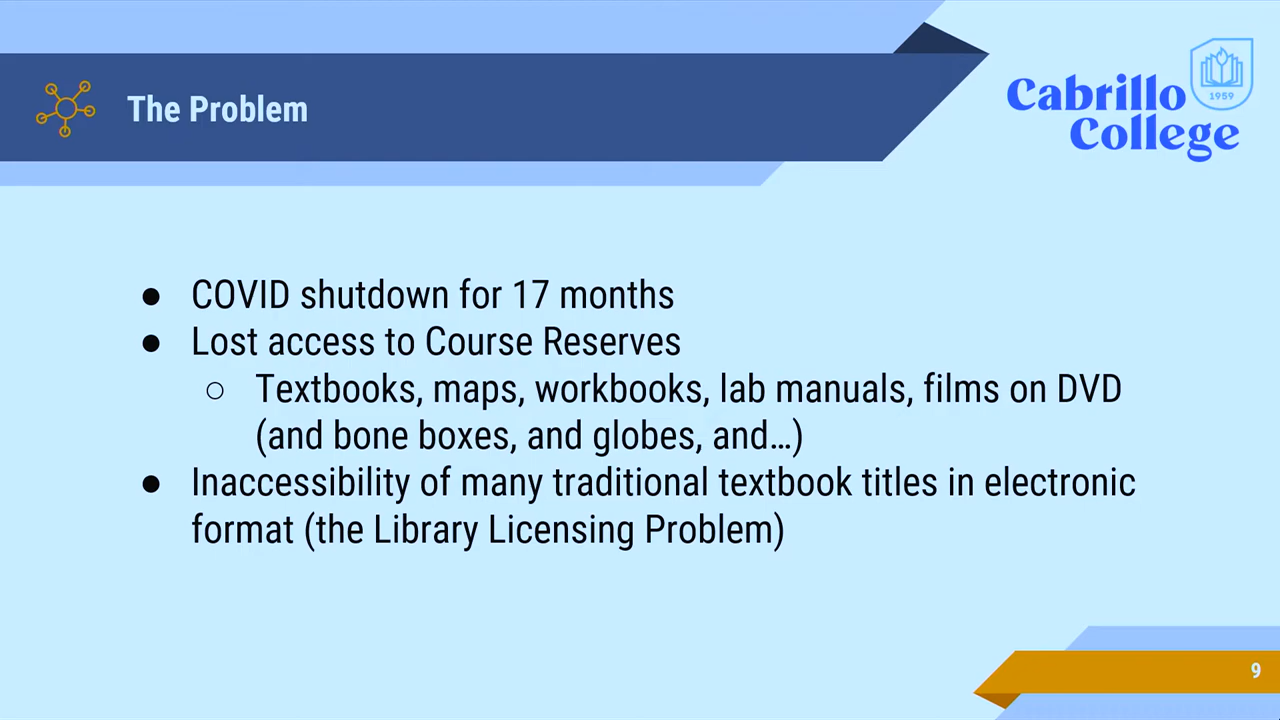 The Problem
Cabrillo
College
1959
● COVID shutdown for 17 months
● Lost access to Course Reserves
○ Textbooks, maps, workbooks, lab manuals, films on DVD
(and bone boxes, and globes, and…)
● Inaccessibility of many traditional textbook titles in electronic
format (the Library Licensing Problem)
9